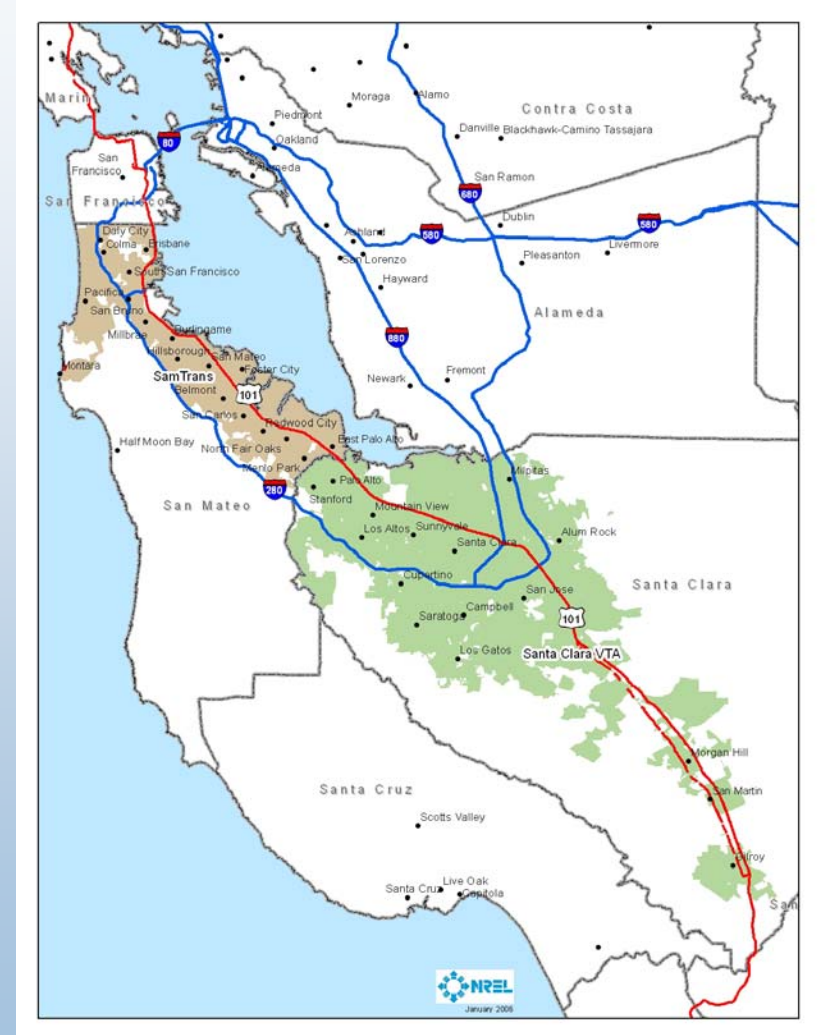 Marin
Moraga
Alamo
Contra Costa
Piedmont
Danville
Blackhawk-Camino Tassajara
80
Oakland
San
Francisco
Alameda
San Ramon
680
San Francisco
Dublin
580
580
Daly City
Colma
Brisbane
Ashland
San Lorenzo
Livermore
Pleasanton
South San Francisco
Hayward
Pacifica
San Bruno
Alameda
Millbrae
Burlingame
880
Hillsborough
San Mateo
Montara
Foster City
SamTrans
Newark
Fremont
Belmont
101
San Carlos
Redwood City
Half Moon Bay
North Fair Oaks
East Palo Alto
Menlo Park
Milpitas
280
Palo Alto
Stanford
San Mateo
Mountain View
Los Altos
Sunnyvale
Alum Rock
Santa Clara
Cupertino
Santa Clara
San Jose
Campbell
Saratoga
101
Los Gatos
Santa Clara VTA
Morgan Hill
Santa Cruz
San Martin
Scotts Valley
Gilroy
Live Oak
Santa Cruz
Capitola
San
NREL
January 2006